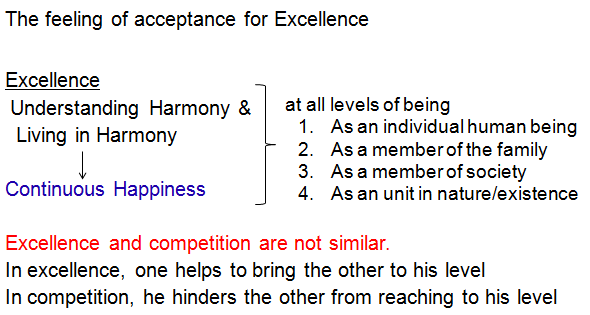 The feeling of acceptance for Excellence
Excellence
Understanding Harmony &
Living in Harmony
Continuous Happiness
at all levels of being
1. As an individual human being
2. As a member of the family
3. As a member of society
4. As an unit in nature/existence
Excellence and competition are not similar.
In excellence, one helps to bring the other to his level
In competition, he hinders the other from reaching to his level